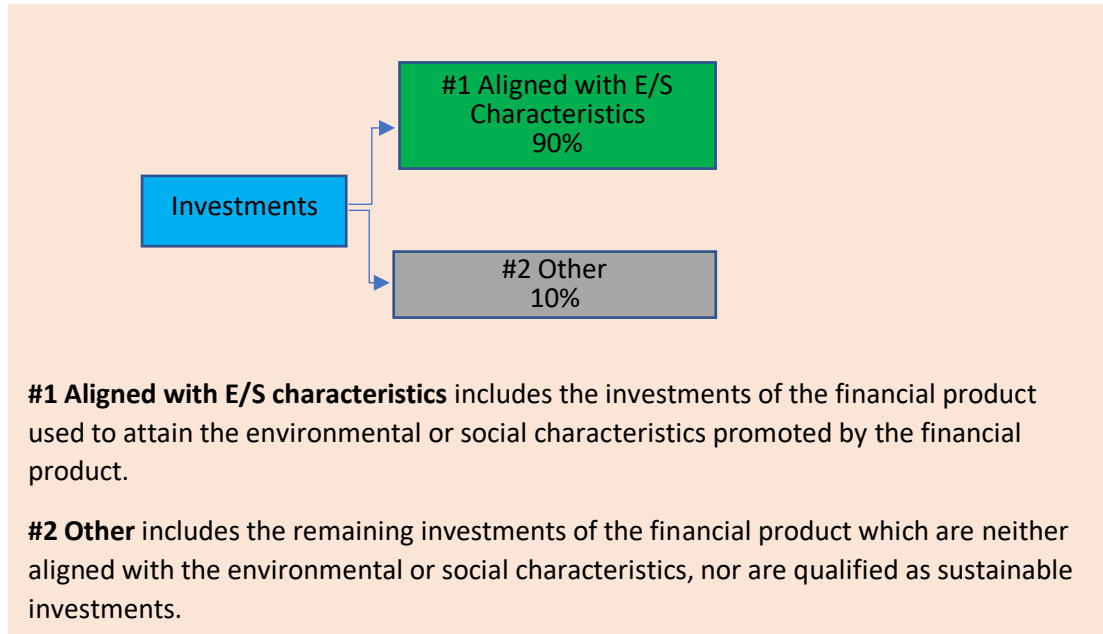 #1 Aligned with E/S
Characteristics
90%
Investments
#2 Other
10%
#1 Aligned with E/S characteristics includes the investments of the financial product
used to attain the environmental or social characteristics promoted by the financial
product.
#2 Other includes the remaining investments of the financial product which are neither
aligned with the environmental or social characteristics, nor are qualified as sustainable
investments.